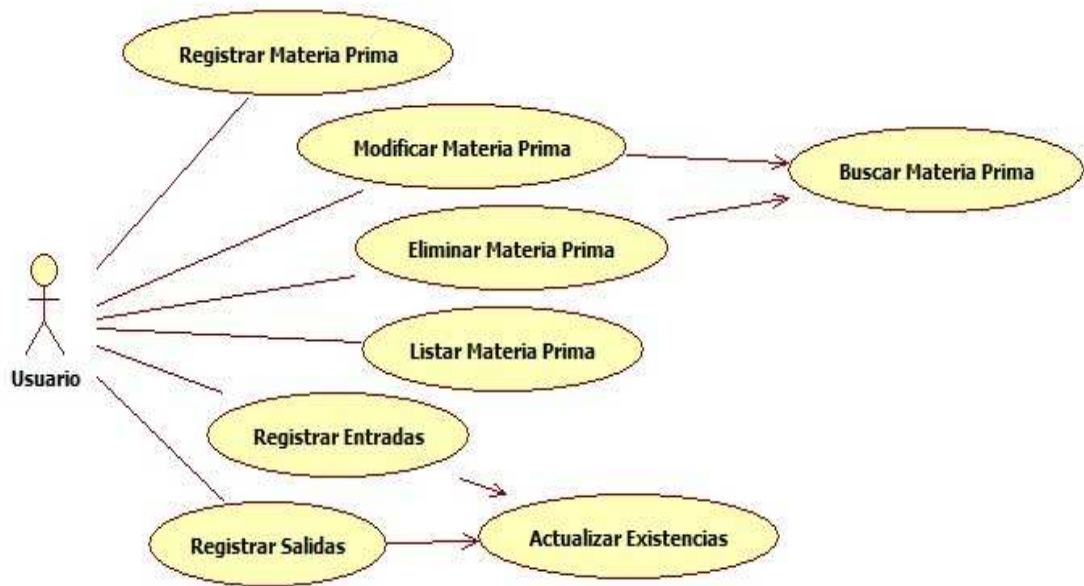 Registrar Materia Prima
Modificar Materia Prima
Buscar Materia Prima
Eliminar Materia Prima
Listar Materia Prima
Usuario
Registrar Entradas
Registrar Salidas
Actualizar Existencias